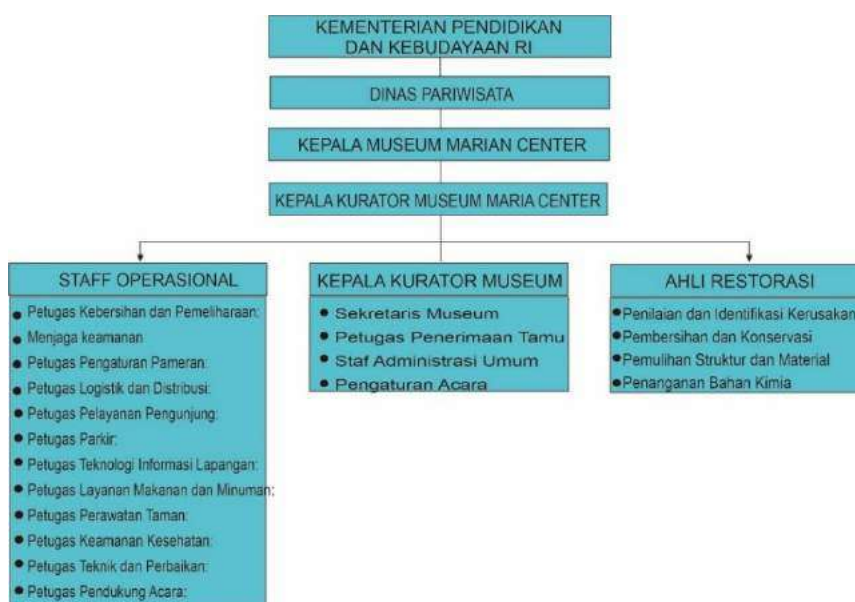 KEMENTERIAN PENDIDIKAN
DAN KEBUDAYAAN RI
DINAS PARIWISATA
KEPALA MUSEUM MARIAN CENTER
KEPALA KURATOR MUSEUM MARIA CENTER
STAFF OPERASIONAL
• Petugas Kebersihan dan Pemeliharaan:
• Menjaga keamanan
• Petugas Pengaturan Pameran:
• Petugas Logistik dan Distribusi:
• Petugas Pelayanan Pengunjung:
• Petugas Parkir:
• Petugas Teknologi Informasi Lapangan:
• Petugas Layanan Makanan dan Minuman:
• Petugas Perawatan Taman:
• Petugas Keamanan Kesehatan:
• Petugas Teknik dan Perbaikan:
• Petugas Pendukung Acara:
KEPALA KURATOR MUSEUM
• Sekretaris Museum
• Petugas Penerimaan Tamu
• Staf Administrasi Umum
• Pengaturan Acara
AHLI RESTORASI
• Penilaian dan Identifikasi Kerusakan
• Pembersihan dan Konservasi
• Pemulihan Struktur dan Material
• Penanganan Bahan Kimia